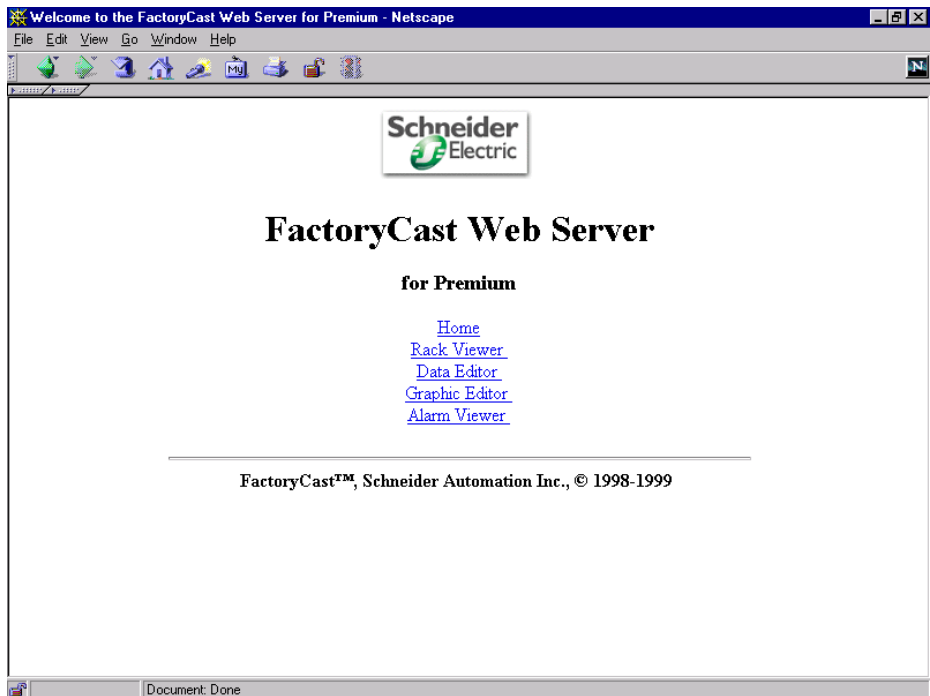 Welcome to the FactoryCast Web Server for Premium - Netscape
File Edit View Go Window Help
My
N
Schneider
Electric
FactoryCast Web Server
for Premium
Home
Rack Viewer
Data Editor
Graphic Editor
Alarm Viewer
FactoryCast™, Schneider Automation Inc., © 1998-1999
Document: Done